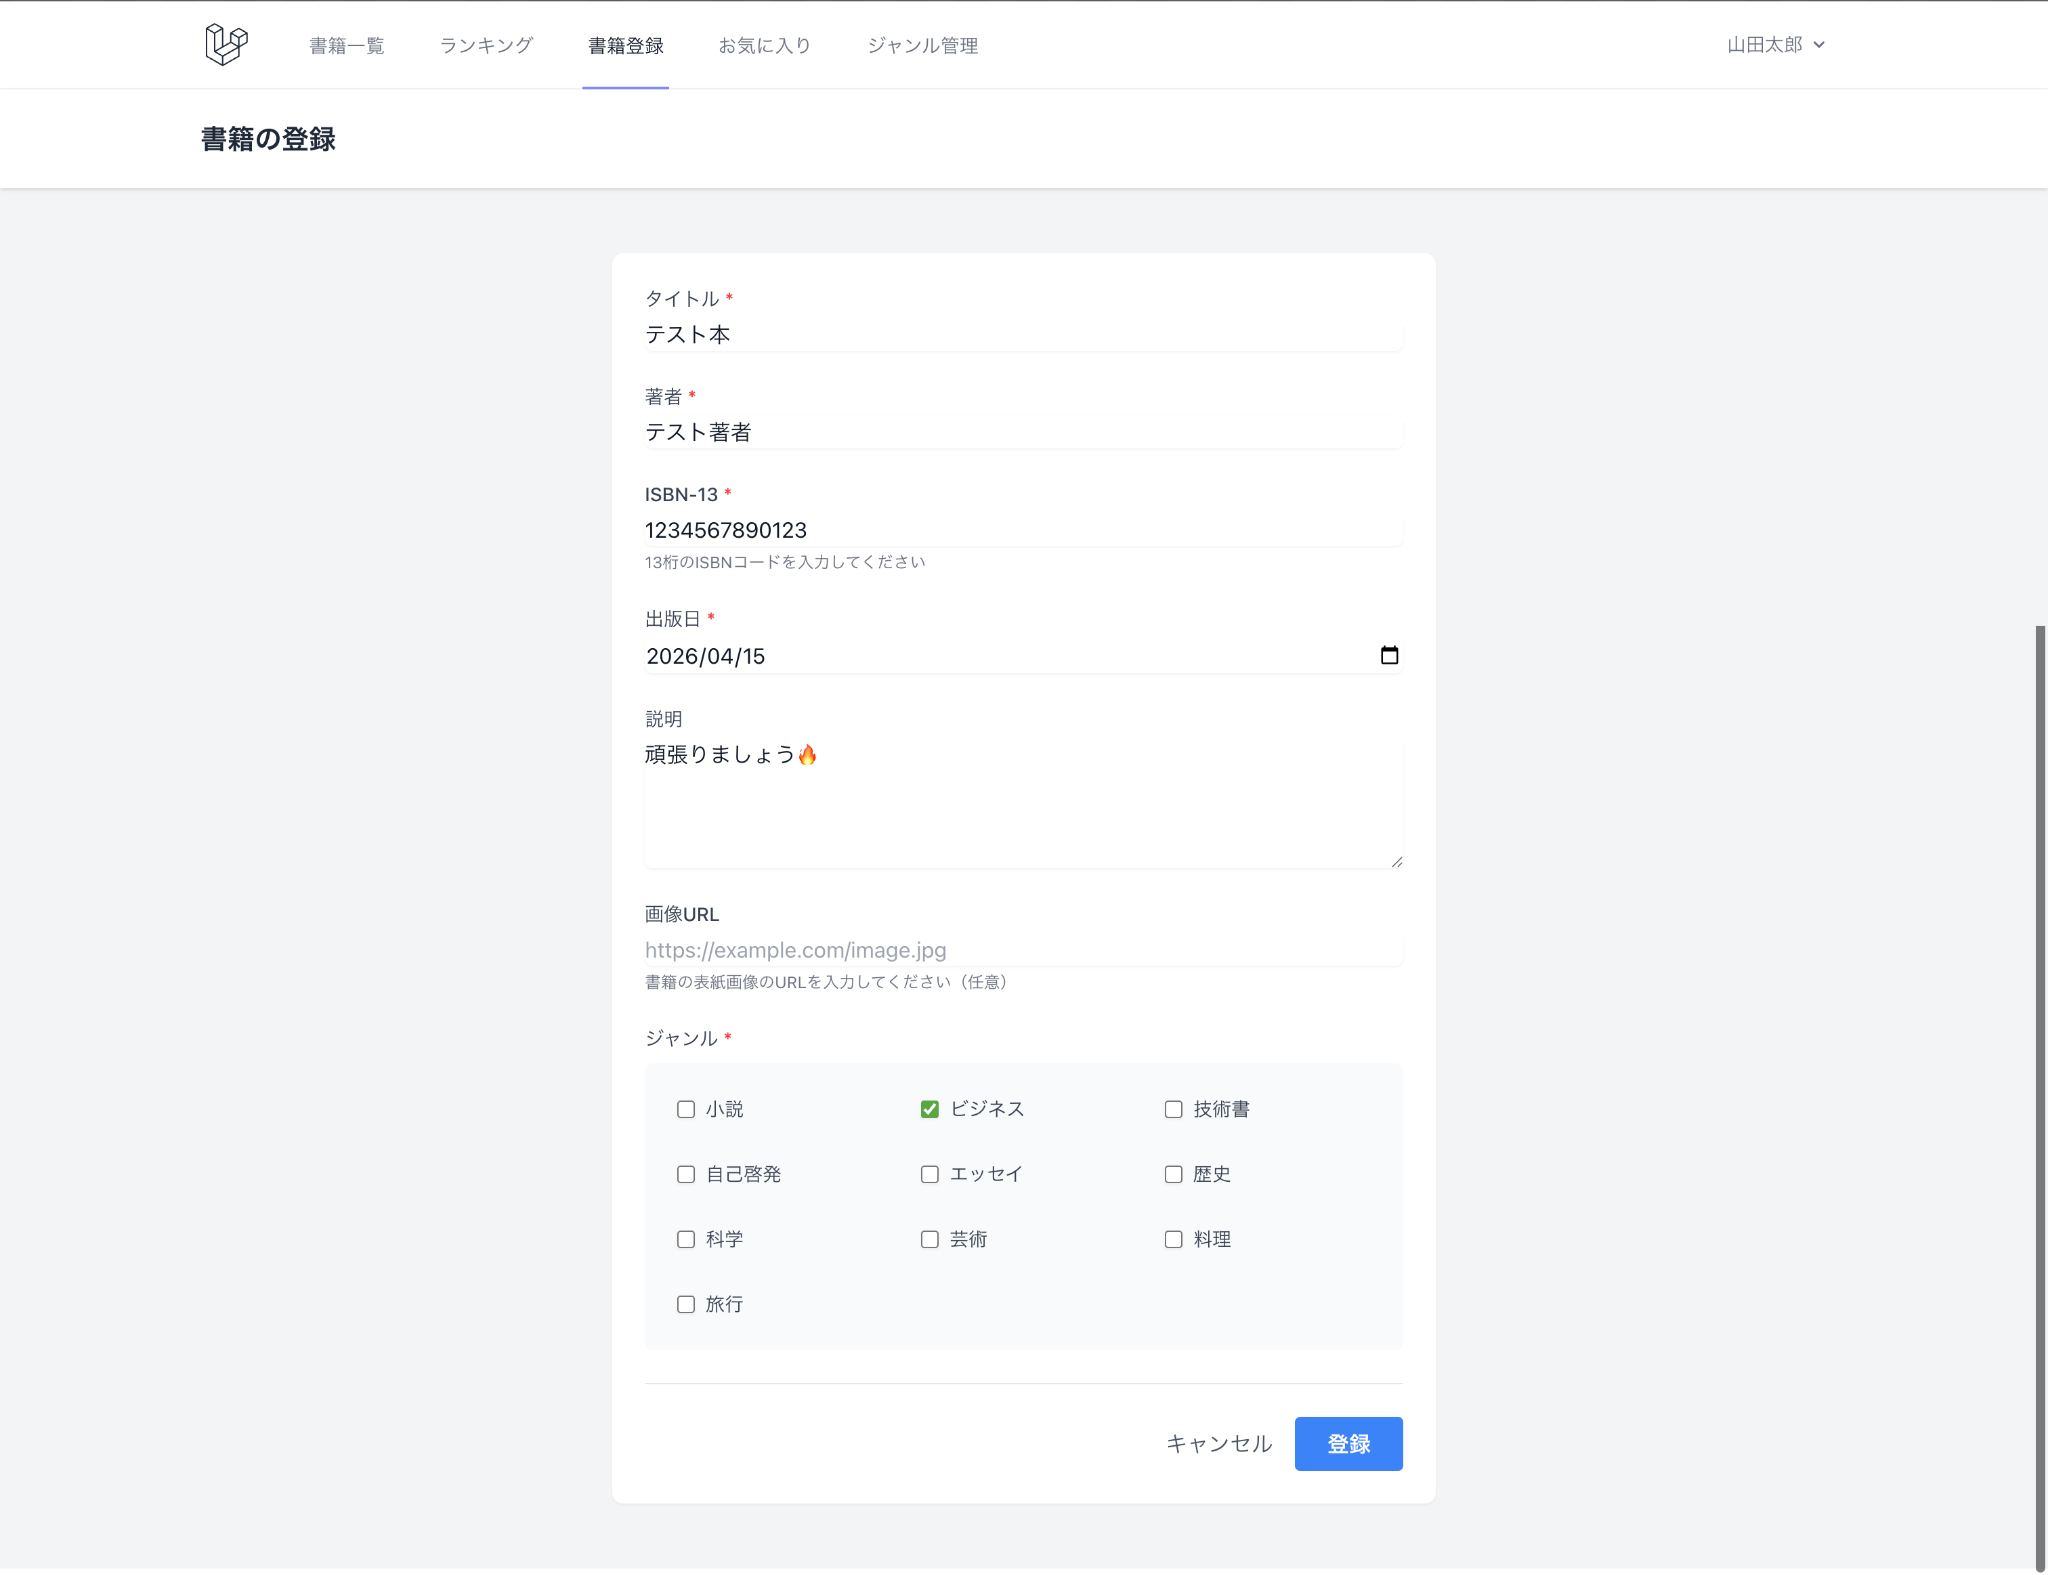 書籍一覧 ランキング 書籍登録 お気に入り ジャンル管理 山田太郎
書籍の登録
タイトル *
テスト本
著者 *
テスト著者
ISBN-13 *
1234567890123
13桁のISBNコードを入力してください
出版日 *
2026/04/15
説明
頑張りましょう🔥
画像URL
https://example.com/image.jpg
書籍の表紙画像のURLを入力してください（任意）
ジャンル *
小説 ビジネス 技術書
自己啓発 エッセイ 歴史
科学 芸術 料理
旅行
キャンセル 登録